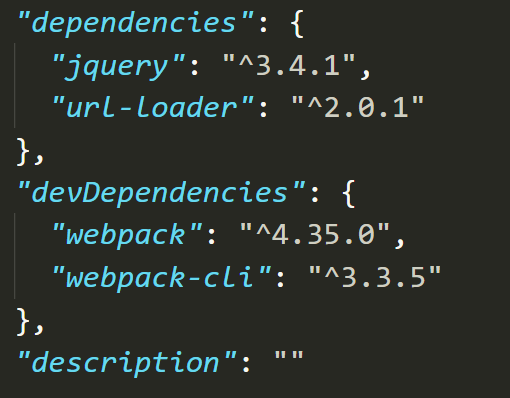 "dependencies": {
"jquery": "^3.4.1",
"url-loader": "^2.0.1"
},
"devDependencies": {
"webpack": "^4.35.0",
"webpack-cli": "^3.3.5"
},
"description": ""